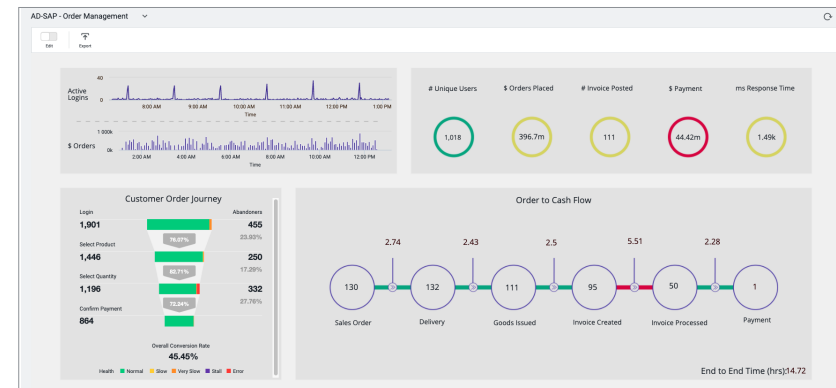 AD-SAP - Order Management
Edit
Export
Active Logins
40
0
8:00 AM 9:00 AM 10:00 AM 11:00 AM 12:00 PM 1:00 PM
Time
$ Orders
1 000k
0k
2:00 AM 4:00 AM 6:00 AM 8:00 AM 10:00 AM 12:00 PM
Time
# Unique Users $ Orders Placed # Invoice Posted $ Payment ms Response Time
1,018 396.7m 111 44.42m 1.49k
Customer Order Journey
Login Abandoners
1,901 455
76.07% 23.93%
Select Product
1,446 250
82.71% 17.29%
Select Quantity
1,196 332
72.24% 27.76%
Confirm Payment
864
Overall Conversion Rate
45.45%
Health Normal Slow Very Slow Stall Error
Order to Cash Flow
2.74 2.43 2.5 5.51 2.28
130 132 111 95 50 1
Sales Order Delivery Goods Issued Invoice Created Invoice Processed Payment
End to End Time (hrs):14.72